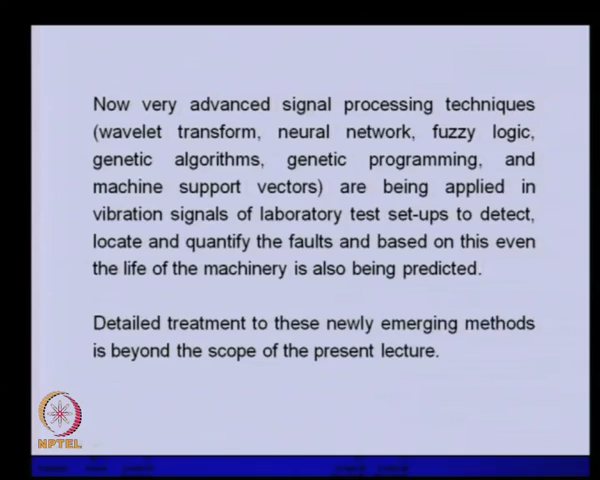 Now very advanced signal processing techniques
(wavelet transform, neural network, fuzzy logic,
genetic algorithms, genetic programming, and
machine support vectors) are being applied in
vibration signals of laboratory test set-ups to detect,
locate and quantify the faults and based on this even
the life of the machinery is also being predicted.
Detailed treatment to these newly emerging methods
is beyond the scope of the present lecture.
NPTEL